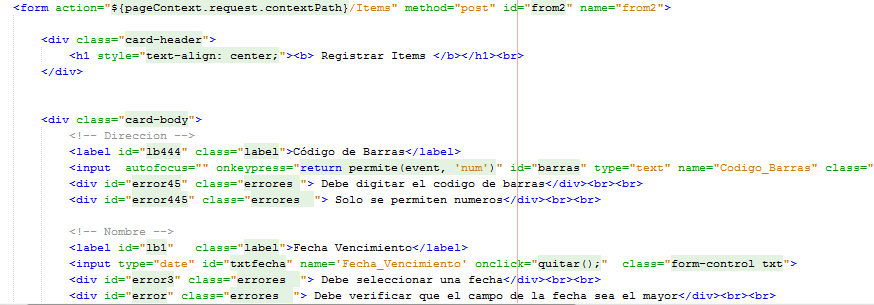 <form action="${pageContext.request.contextPath}/Items" method="post" id="from2" name="from2">
<div class="card-header">
<h1 style="text-align: center;"><b> Registrar Items </b></h1><br>
</div>
<div class="card-body">
<!-- Direccion -->
<label id="lb444" class="label">Código de Barras</label>
<input  autofocus="" onkeypress="return permite(event, 'num')" id="barras" type="text" name="Codigo_Barras" class="
<div id="error45" class="errores "> Debe digitar el codigo de barras</div><br><br>
<div id="error445" class="errores  "> Solo se permiten numeros</div><br><br>
<!-- Nombre -->
<label id="lb1"   class="label">Fecha Vencimiento</label>
<input type="date" id="txtfecha" name='Fecha_Vencimiento' onclick="quitar();"  class="form-control txt">
<div id="error3" class="errores  "> Debe seleccionar una fecha</div><br><br>
<div id="error" class="errores  "> Debe verificar que el campo de la fecha sea el mayor</div><br><br>